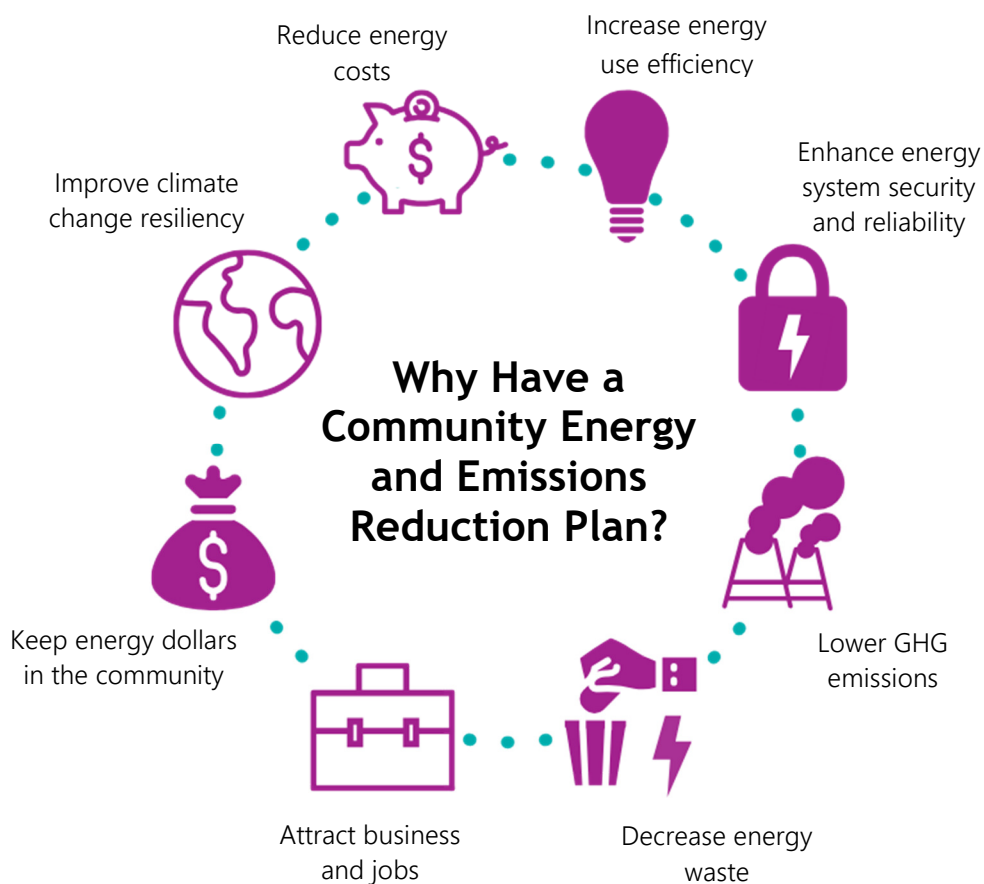 Reduce energy
costs
Increase energy
use efficiency
Enhance energy
system security
and reliability
Improve climate
change resiliency
$
Why Have a
Community Energy
and Emissions
Reduction Plan?
$
Keep energy dollars
in the community
Lower GHG
emissions
Attract business
and jobs
Decrease energy
waste